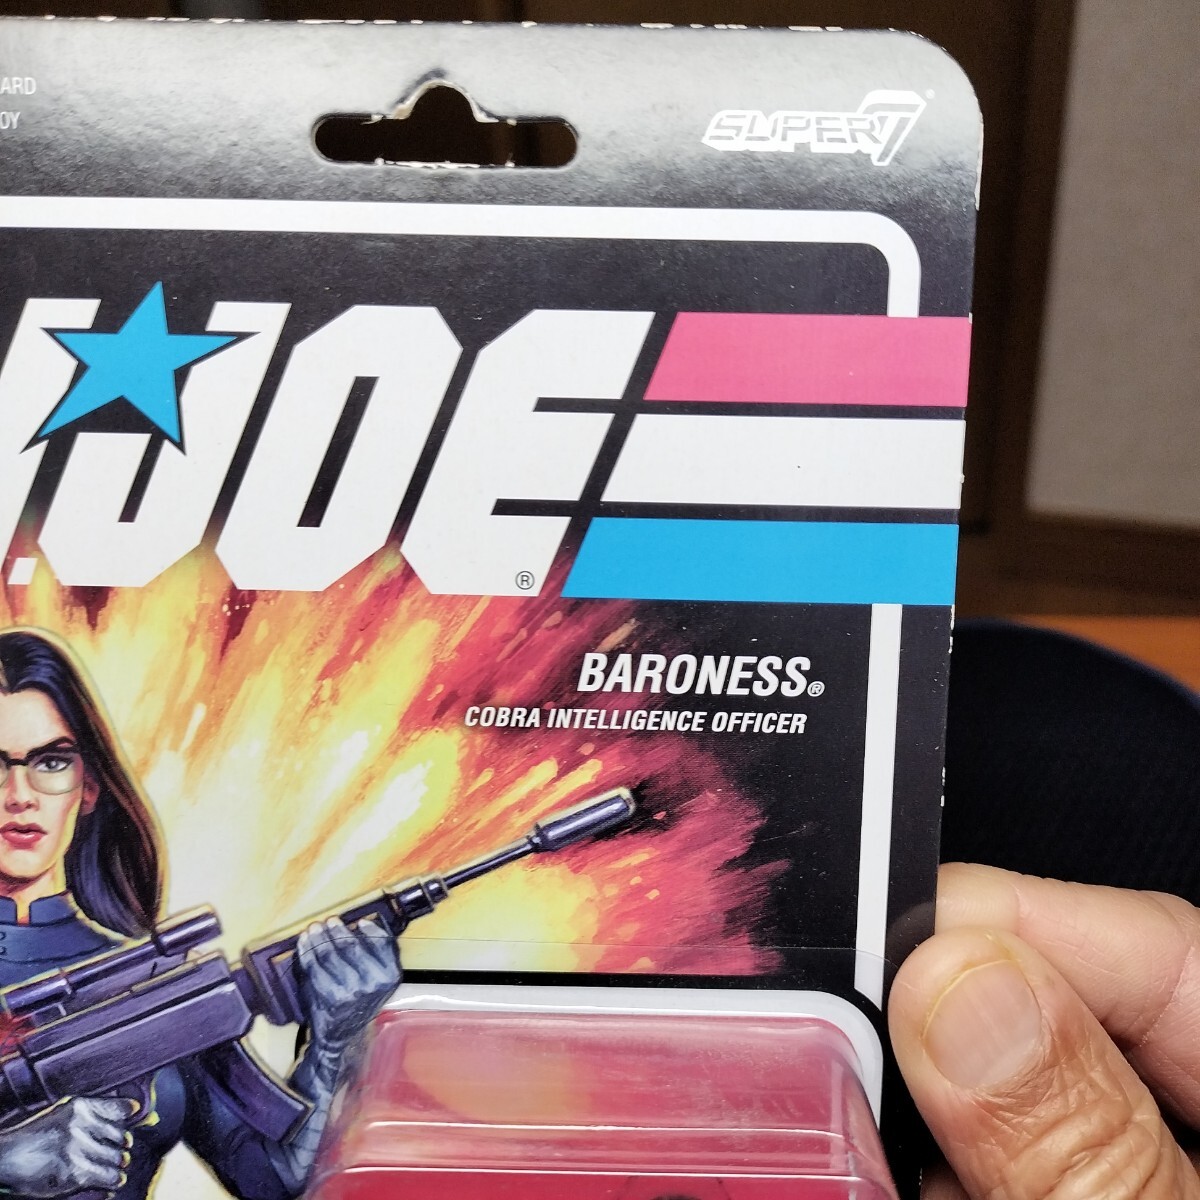 ARD
OY
SUPER7
.JOE®
BARONESS®
COBRA INTELLIGENCE OFFICER